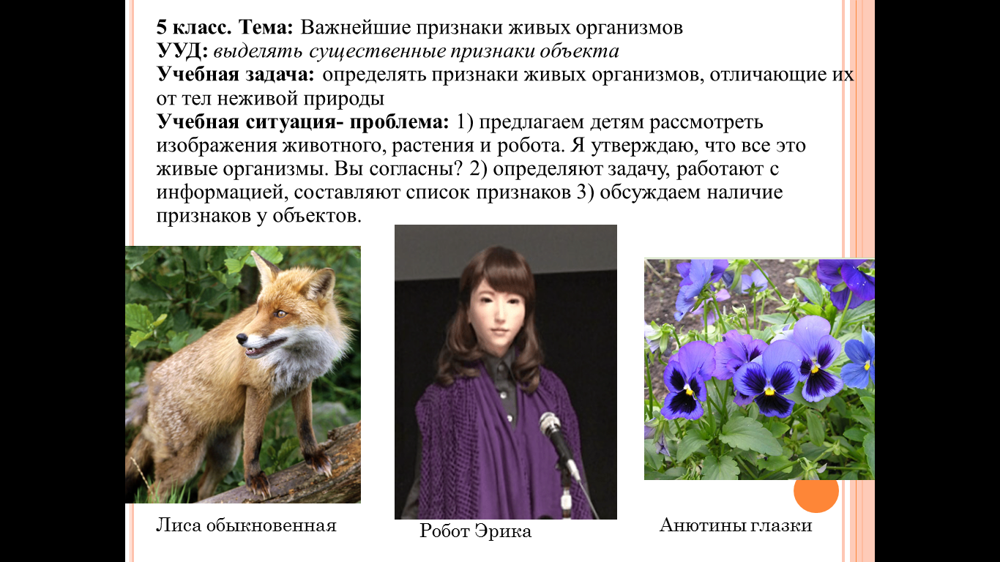 5 класс. Тема: Важнейшие признаки живых организмов
УУД: выделять существенные признаки объекта
Учебная задача: определять признаки живых организмов, отличающие их
от тел неживой природы
Учебная ситуация- проблема: 1) предлагаем детям рассмотреть
изображения животного, растения и робота. Я утверждаю, что все это
живые организмы. Вы согласны? 2) определяют задачу, работают с
информацией, составляют список признаков 3) обсуждаем наличие
признаков у объектов.
Лиса обыкновенная
Робот Эрика
Анютины глазки